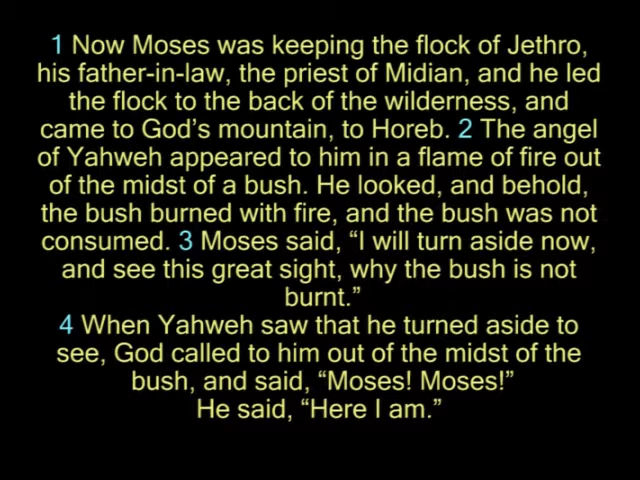 1 Now Moses was keeping the flock of Jethro,
his father-in-law, the priest of Midian, and he led
the flock to the back of the wilderness, and
came to God’s mountain, to Horeb. 2 The angel
of Yahweh appeared to him in a flame of fire out
of the midst of a bush. He looked, and behold,
the bush burned with fire, and the bush was not
consumed. 3 Moses said, “I will turn aside now,
and see this great sight, why the bush is not
burnt.”
4 When Yahweh saw that he turned aside to
see, God called to him out of the midst of the
bush, and said, “Moses! Moses!”
He said, “Here I am.”